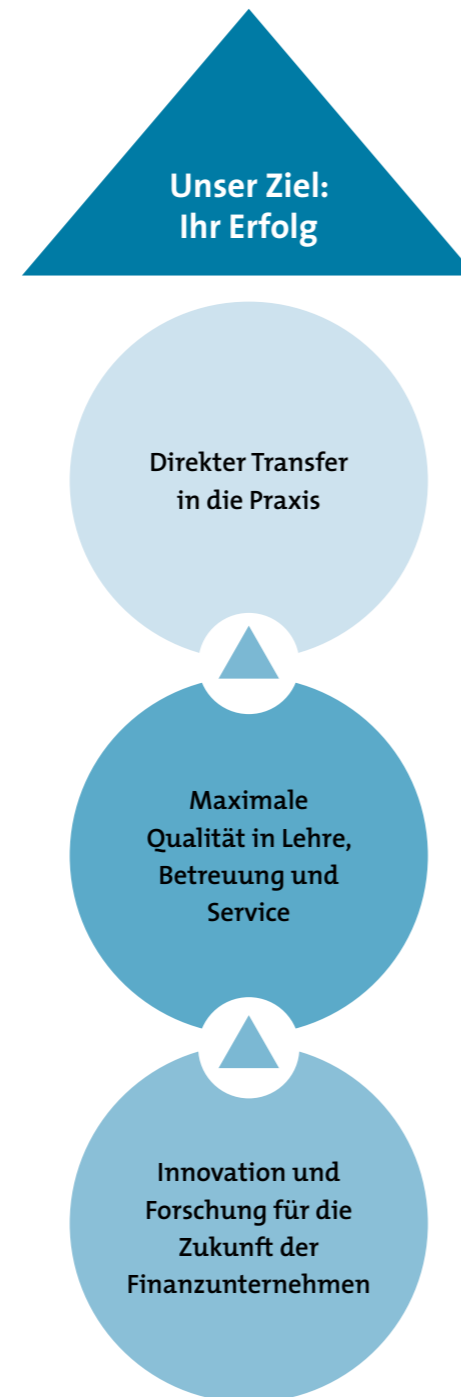 Unser Ziel:
Ihr Erfolg
Direkter Transfer
in die Praxis
Maximale
Qualität in Lehre,
Betreuung und
Service
Innovation und
Forschung für die
Zukunft der
Finanzunternehmen